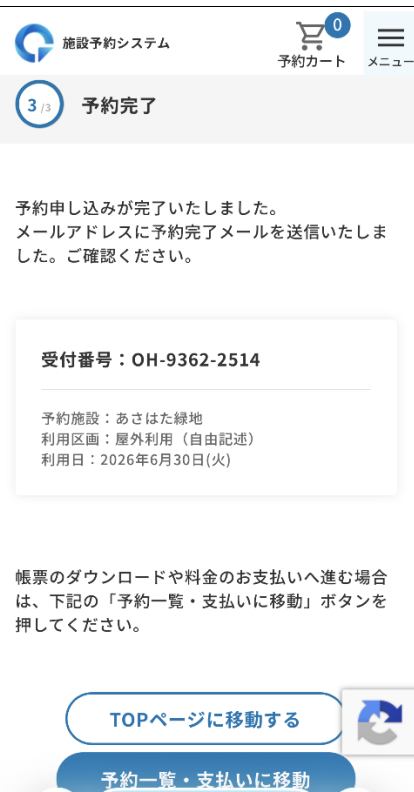 施設予約システム
0
予約カート
メニュー
3 /3 予約完了
予約申し込みが完了いたしました。
メールアドレスに予約完了メールを送信いたしま
した。ご確認ください。
受付番号：OH-9362-2514
予約施設：あさはた緑地
利用区画：屋外利用（自由記述）
利用日：2026年6月30日(火)
帳票のダウンロードや料金のお支払いへ進む場合
は、下記の「予約一覧・支払いに移動」ボタンを
押してください。
TOPページに移動する
予約一覧・支払いに移動